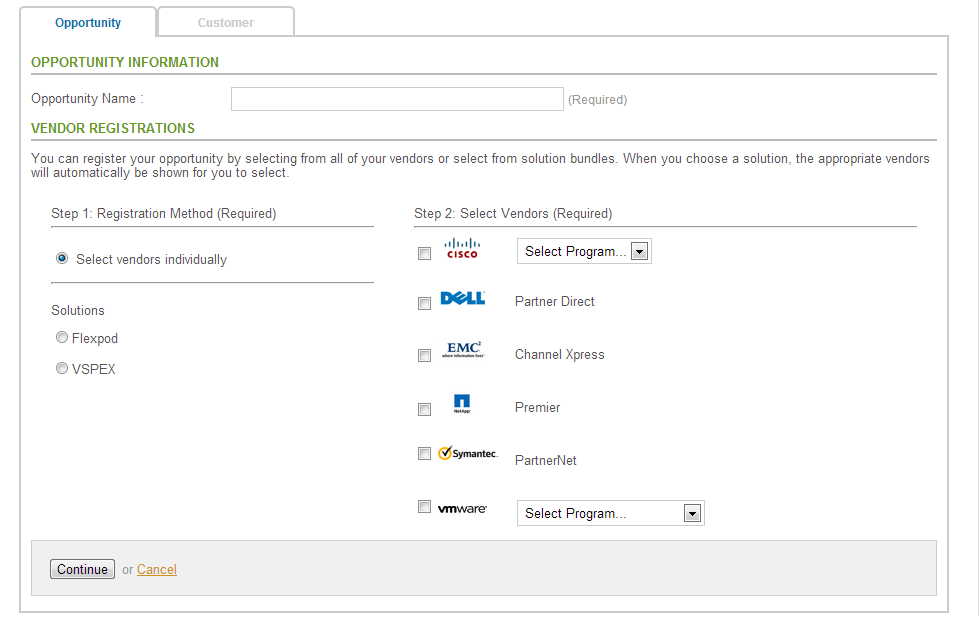 Opportunity
Customer
OPPORTUNITY INFORMATION
Opportunity Name :
(Required)
VENDOR REGISTRATIONS
You can register your opportunity by selecting from all of your vendors or select from solution bundles. When you choose a solution, the appropriate vendors
will automatically be shown for you to select.
Step 1: Registration Method (Required)
Select vendors individually
Solutions
Flexpod
VSPEX
Step 2: Select Vendors (Required)
CISCO
Select Program...
DELL
Partner Direct
EMC²
where information lives®
Channel Xpress
NetApp
Premier
Symantec.
PartnerNet
vmware®
Select Program...
Continue or Cancel